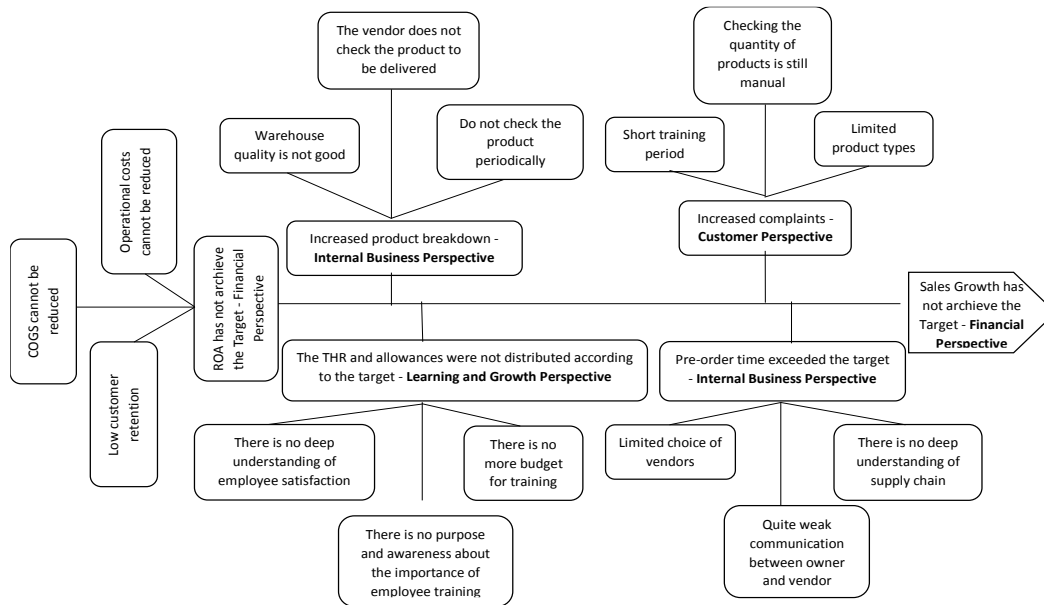 The vendor does not
check the product to
be delivered
Checking the
quantity of
products is still
manual
Warehouse
quality is not good
Do not check the
product
periodically
Short training
period
Limited
product types
Operational costs
cannot be reduced
Increased product breakdown -
Internal Business Perspective
Increased complaints -
Customer Perspective
COGS cannot be
reduced
ROA has not archieve
the Target - Financial
Perspective
Sales Growth has
not archieve the
Target - Financial
Perspective
Low customer
retention
The THR and allowances were not distributed according
to the target - Learning and Growth Perspective
Pre-order time exceeded the target
- Internal Business Perspective
There is no deep
understanding of
employee satisfaction
There is no
more budget
for training
Limited choice of
vendors
There is no deep
understanding of
supply chain
There is no purpose
and awareness about
the importance of
employee training
Quite weak
communication
between owner
and vendor